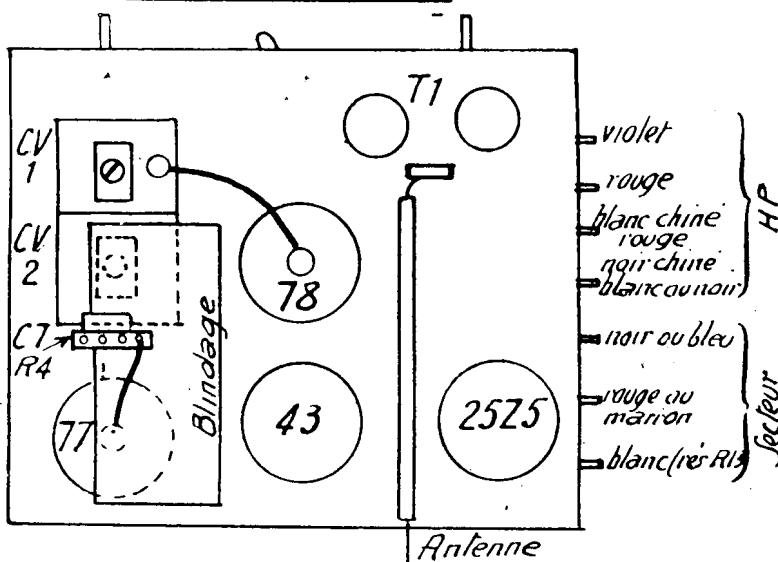 T1
CV
1
CV
2
C7
R4
77
78
43
25Z5
Blindage
Antenne
violet
rouge
blanc chiné
rouge
noir chiné
blanc ou noir
HP
noir ou bleu
rouge ou
marron
blanc (rés R13
Secteur